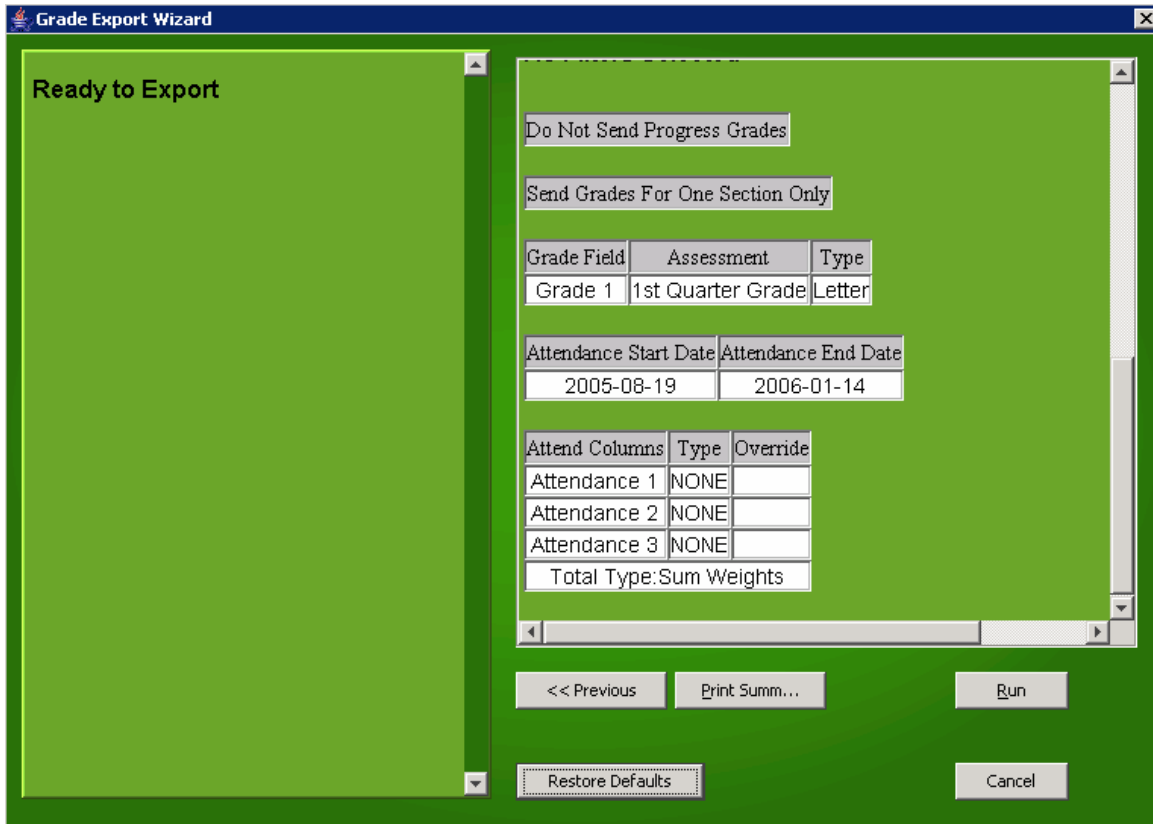 Grade Export Wizard
Ready to Export
Do Not Send Progress Grades
Send Grades For One Section Only
Grade Field Assessment Type
Grade 1 1st Quarter Grade Letter
Attendance Start Date Attendance End Date
2005-08-19 2006-01-14
Attend Columns Type Override
Attendance 1 NONE
Attendance 2 NONE
Attendance 3 NONE
Total Type:Sum Weights
<< Previous Print Summ... Run
Restore Defaults Cancel